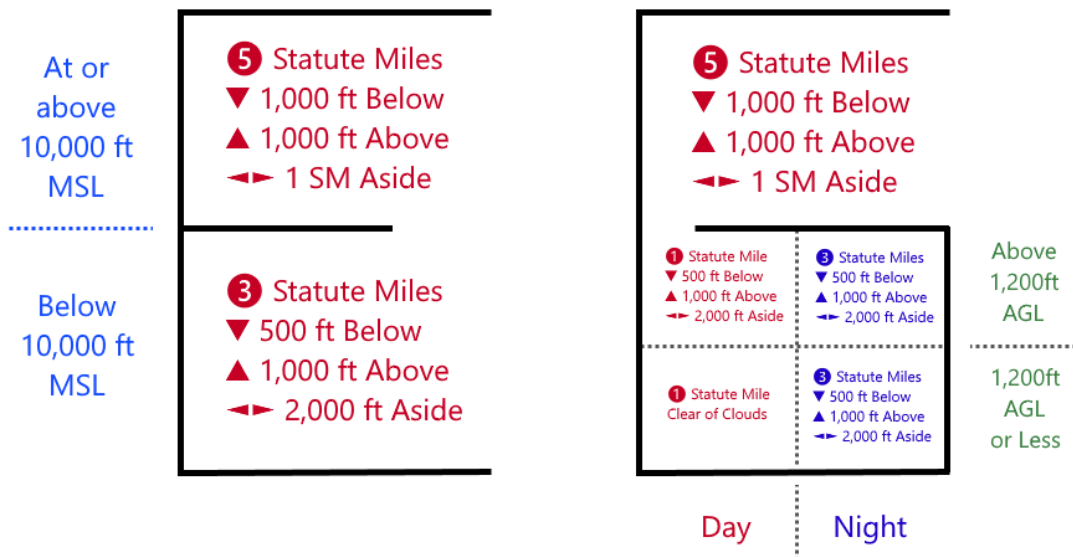 At or
above
10,000 ft
MSL
5 Statute Miles
▼ 1,000 ft Below
▲ 1,000 ft Above
◄► 1 SM Aside
Below
10,000 ft
MSL
3 Statute Miles
▼ 500 ft Below
▲ 1,000 ft Above
◄► 2,000 ft Aside
5 Statute Miles
▼ 1,000 ft Below
▲ 1,000 ft Above
◄► 1 SM Aside
1 Statute Mile
▼ 500 ft Below
▲ 1,000 ft Above
◄► 2,000 ft Aside
3 Statute Miles
▼ 500 ft Below
▲ 1,000 ft Above
◄► 2,000 ft Aside
Above
1,200ft
AGL
1 Statute Mile
Clear of Clouds
3 Statute Miles
▼ 500 ft Below
▲ 1,000 ft Above
◄► 2,000 ft Aside
1,200ft
AGL
or Less
Day
Night